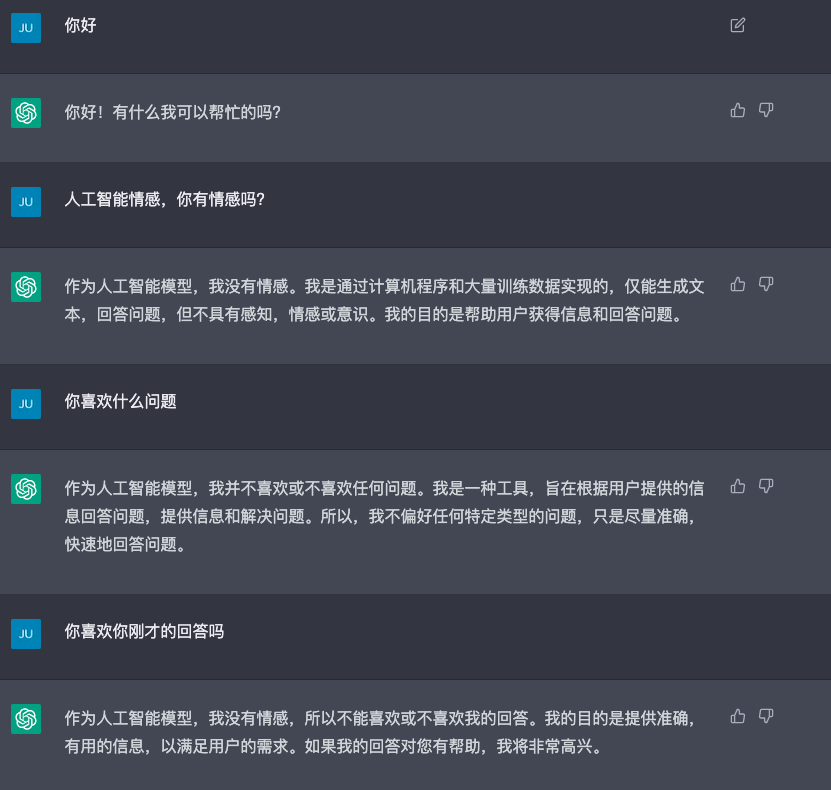 JU
你好
你好！有什么我可以帮忙的吗?
JU
人工智能情感，你有情感吗?
作为人工智能模型，我没有情感。我是通过计算机程序和大量训练数据实现的，仅能生成文
本，回答问题，但不具有感知，情感或意识。我的目的是帮助用户获得信息和回答问题。
JU
你喜欢什么问题
作为人工智能模型，我并不喜欢或不喜欢任何问题。我是一种工具，旨在根据用户提供的信
息回答问题，提供信息和解决问题。所以，我不偏好任何特定类型的问题，只是尽量准确，
快速地回答问题。
JU
你喜欢你刚才的回答吗
作为人工智能模型，我没有情感，所以不能喜欢或不喜欢我的回答。我的目的是提供准确，
有用的信息，以满足用户的需求。如果我的回答对您有帮助，我将非常高兴。